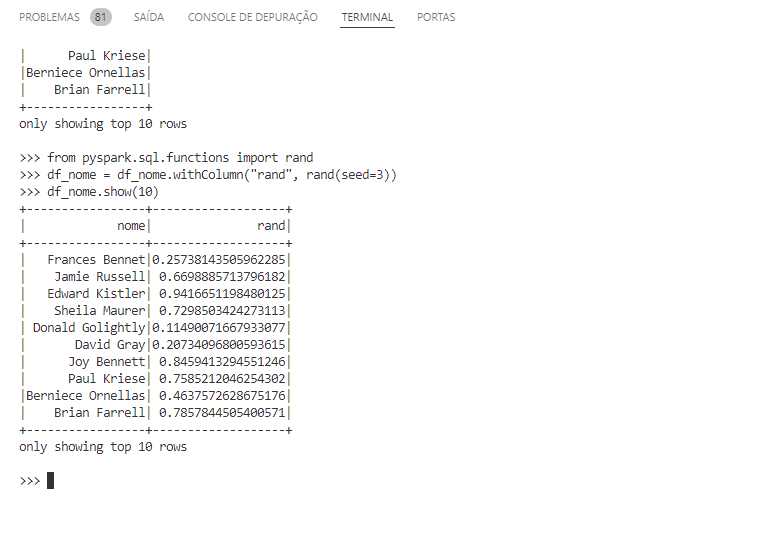 PROBLEMAS 81 SAÍDA CONSOLE DE DEPURAÇÃO TERMINAL PORTAS
|      Paul Kriese|
|Berniece Ornellas|
|    Brian Farrell|
+-----------------+
only showing top 10 rows
>>> from pyspark.sql.functions import rand
>>> df_nome = df_nome.withColumn("rand", rand(seed=3))
>>> df_nome.show(10)
+-----------------+-------------------+
|             nome|               rand|
+-----------------+-------------------+
|   Frances Bennet|0.25738143505962285|
|    Jamie Russell| 0.6698885713796182|
|   Edward Kistler| 0.9416651198480125|
|    Sheila Maurer| 0.7298503424273113|
| Donald Golightly|0.11490071667933077|
|       David Gray|0.20734096800593615|
|      Joy Bennett| 0.8459413294551246|
|      Paul Kriese| 0.7585212046254302|
|Berniece Ornellas| 0.4637572628675176|
|    Brian Farrell| 0.7857844505400571|
+-----------------+-------------------+
only showing top 10 rows
>>>